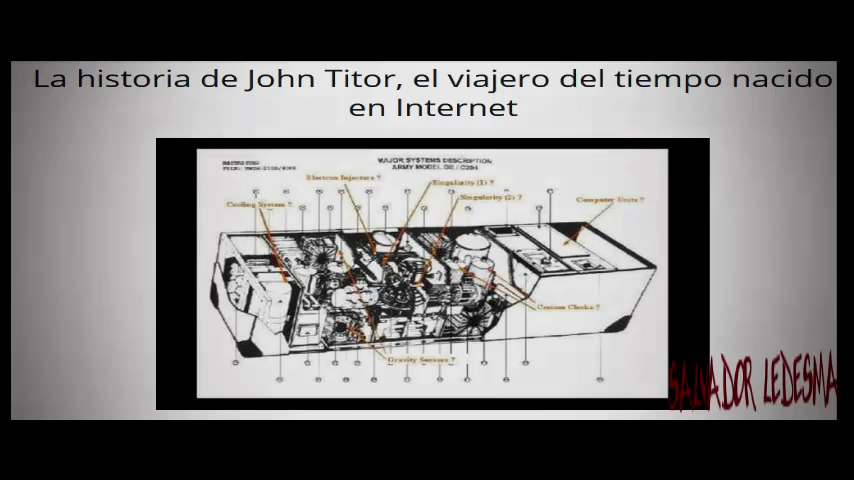 La historia de John Titor, el viajero del tiempo nacido
en Internet
MAJOR SYSTEMS DESCRIPTION
ARMY MODEL GE / C204
Electron Injectors ?
Singularity (1) ?
Singularity (2) ?
Computer Units ?
Cooling System ?
Cesium Clocks ?
Gravity Sensors ?
SALVADOR LEDESMA